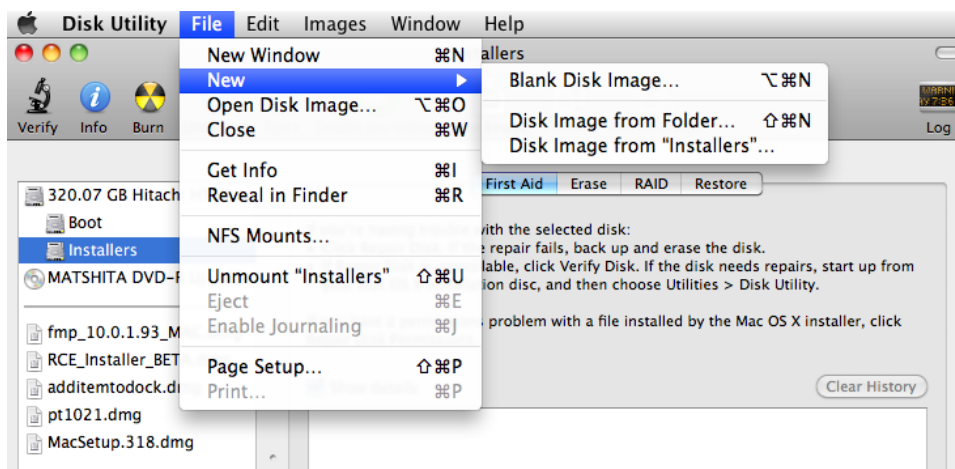 Disk Utility File Edit Images Window Help
allers
New Window ⌘N
New ▶
Open Disk Image... ⌥⌘O
Close ⌘W
Get Info ⌘I
Reveal in Finder ⌘R
NFS Mounts...
Unmount "Installers" ⇧⌘U
Eject ⌘E
Enable Journaling ⌘J
Page Setup... ⇧⌘P
Print... ⌘P
Blank Disk Image... ⌥⌘N
Disk Image from Folder... ⇧⌘N
Disk Image from "Installers"...
Verify Info Burn
Log
320.07 GB Hitach
Boot
Installers
MATSHITA DVD-R
fmp_10.0.1.93_M
RCE_Installer_BET
additemtodock.d
pt1021.dmg
MacSetup.318.dmg
First Aid Erase RAID Restore
with the selected disk:
e repair fails, back up and erase the disk.
lable, click Verify Disk. If the disk needs repairs, start up from
ion disc, and then choose Utilities > Disk Utility.
s problem with a file installed by the Mac OS X installer, click
Clear History